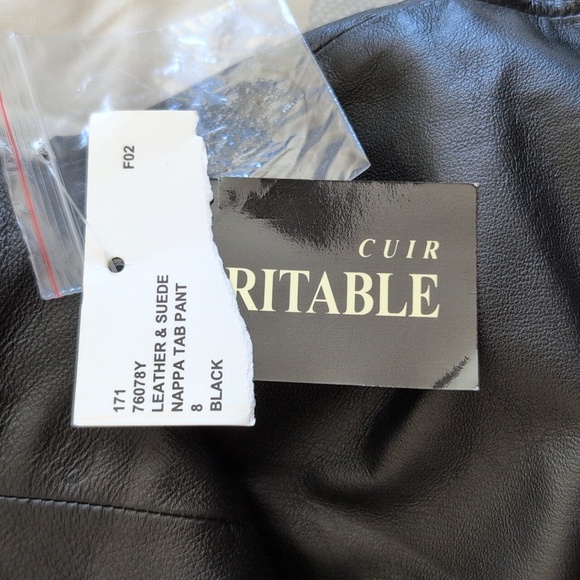 F02
171
76078Y
LEATHER & SUEDE
NAPPA TAB PANT
8
BLACK
CUIR
RITABLE